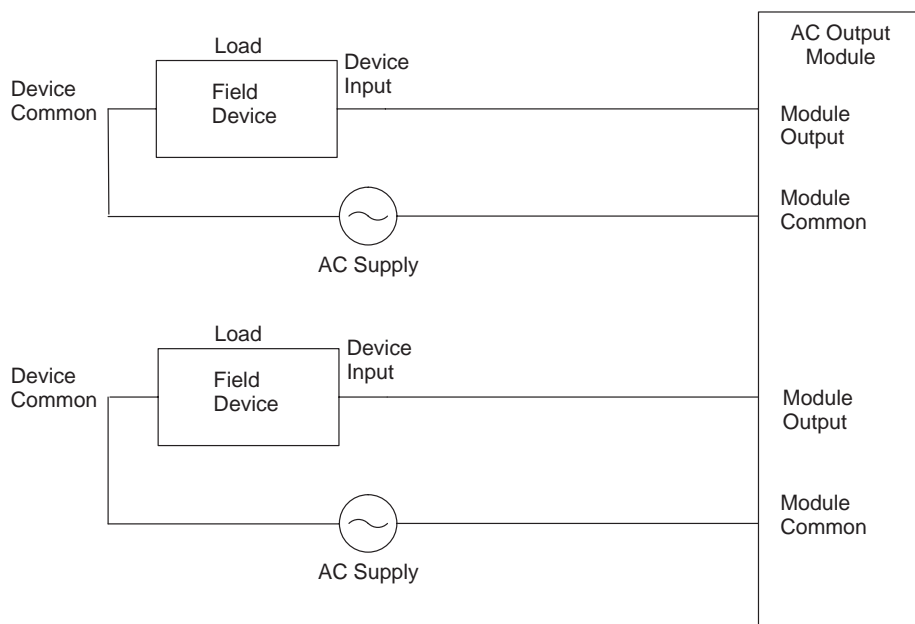 AC Output
Module
Load
Device
Input
Field
Device
Device
Common
Module
Output
Module
Common
AC Supply
Load
Device
Input
Field
Device
Device
Common
Module
Output
Module
Common
AC Supply